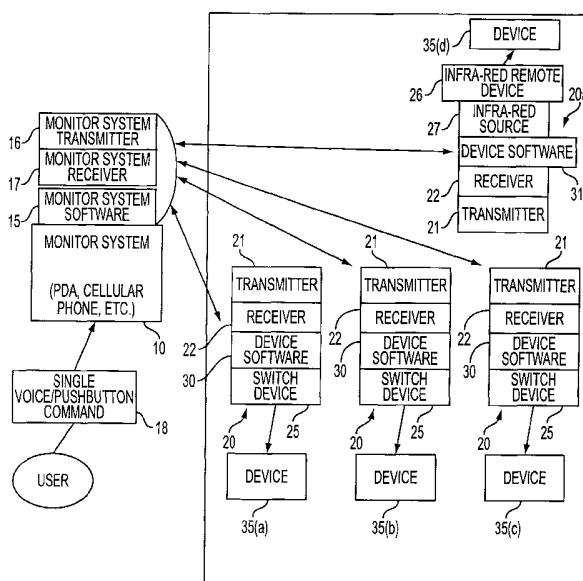 DEVICE
35(d)
INFRA-RED REMOTE
DEVICE
26
INFRA-RED
SOURCE
27
20a
DEVICE SOFTWARE
31
RECEIVER
22
TRANSMITTER
21
MONITOR SYSTEM
TRANSMITTER
16
MONITOR SYSTEM
RECEIVER
17
MONITOR SYSTEM
SOFTWARE
15
MONITOR SYSTEM
(PDA, CELLULAR
PHONE, ETC.)
10
SINGLE
VOICE/PUSHBUTTON
COMMAND
18
USER
21
TRANSMITTER
RECEIVER
22
DEVICE
SOFTWARE
30
SWITCH
DEVICE
20
25
DEVICE
35(a)
21
TRANSMITTER
RECEIVER
22
DEVICE
SOFTWARE
30
SWITCH
DEVICE
20
25
DEVICE
35(b)
21
TRANSMITTER
RECEIVER
22
DEVICE
SOFTWARE
30
SWITCH
DEVICE
20
25
DEVICE
35(c)